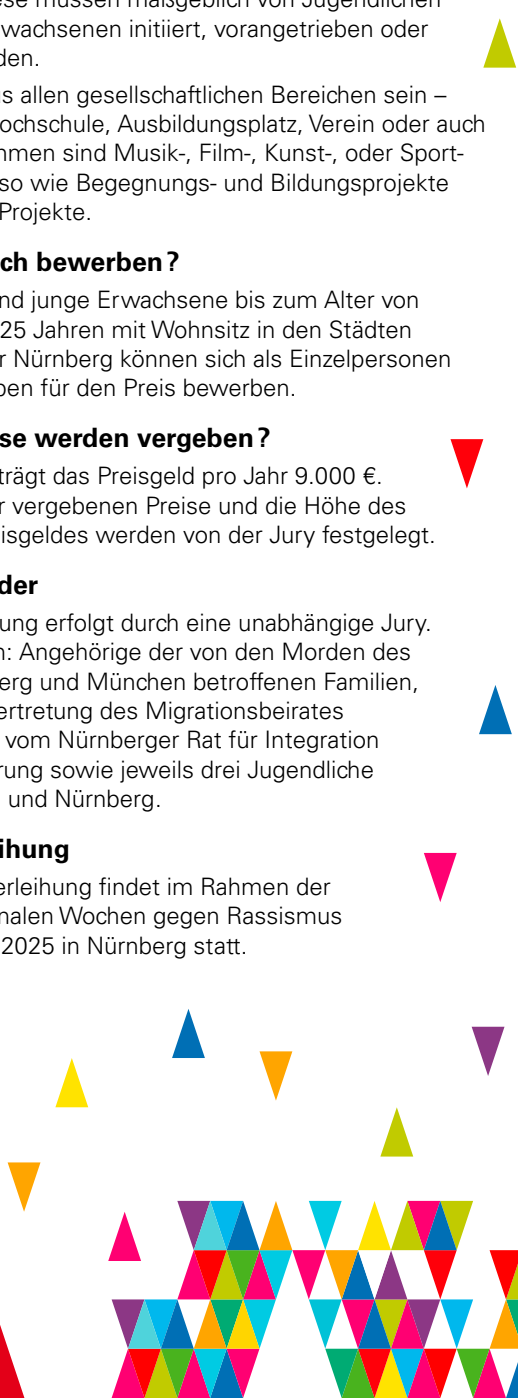 ese müssen maßgeblich von Jugendlichen
wachsenen initiiert, vorangetrieben oder
den.
s allen gesellschaftlichen Bereichen sein –
ochschule, Ausbildungsplatz, Verein oder auch
hmen sind Musik-, Film-, Kunst-, oder Sport-
so wie Begegnungs- und Bildungsprojekte
Projekte.
ch bewerben?
nd junge Erwachsene bis zum Alter von
25 Jahren mit Wohnsitz in den Städten
r Nürnberg können sich als Einzelpersonen
pen für den Preis bewerben.
se werden vergeben?
trägt das Preisgeld pro Jahr 9.000 €.
r vergebenen Preise und die Höhe des
isgeldes werden von der Jury festgelegt.
der
ung erfolgt durch eine unabhängige Jury.
n: Angehörige der von den Morden des
erg und München betroffenen Familien,
ertretung des Migrationsbeirates
vom Nürnberger Rat für Integration
rung sowie jeweils drei Jugendliche
und Nürnberg.
ihung
erleihung findet im Rahmen der
nalen Wochen gegen Rassismus
2025 in Nürnberg statt.